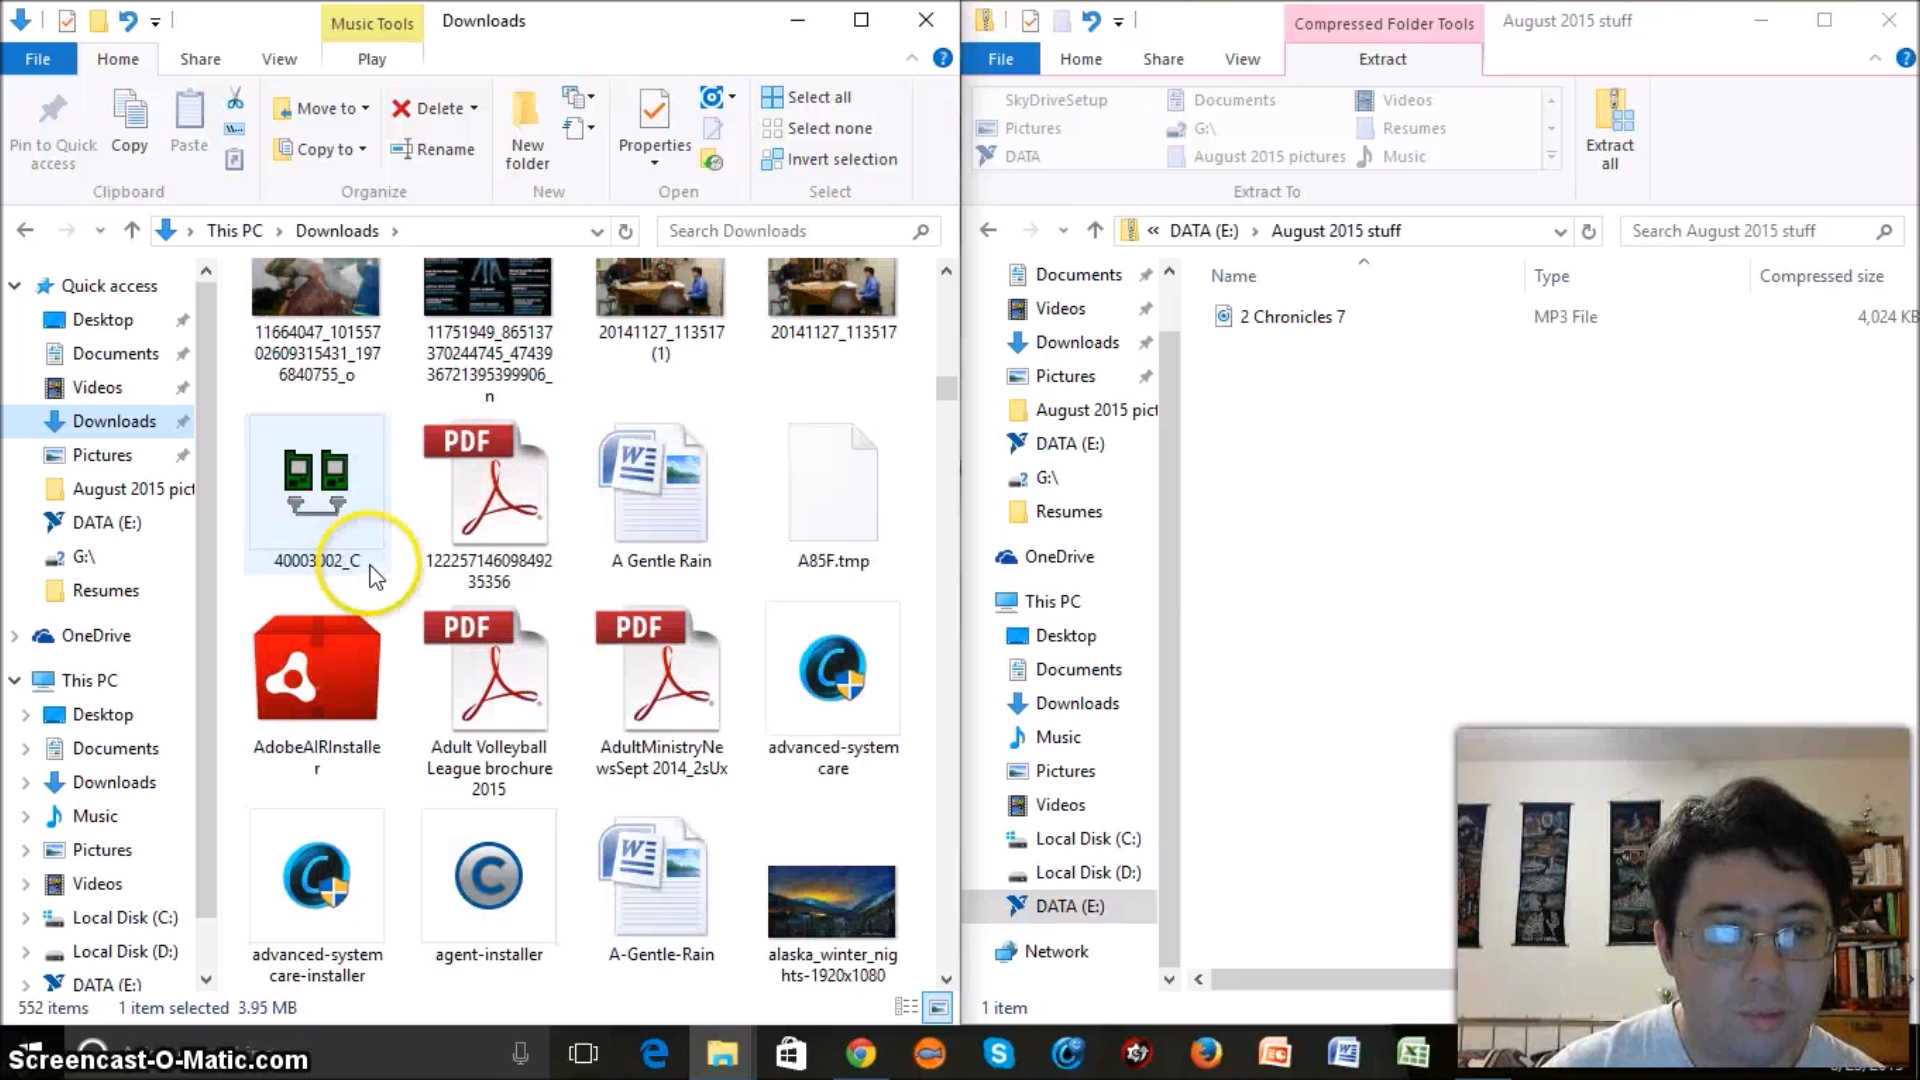 Music Tools
Downloads
File
Home
Share
View
Play
Pin to Quick
access
Copy
Paste
Move to
Copy to
Delete
Rename
New
folder
Properties
Select all
Select none
Invert selection
Clipboard
Organize
New
Open
Select
This PC
Downloads
Search Downloads
Quick access
Desktop
Documents
Videos
Downloads
Pictures
August 2015 pict
DATA (E:)
G:\
Resumes
OneDrive
This PC
Desktop
Documents
Downloads
Music
Pictures
Videos
Local Disk (C:)
Local Disk (D:)
DATA (E:)
11664047_101557
02609315431_197
6840755_o
11751949_865137
370244745_47439
36721395399906_
n
20141127_113517
(1)
20141127_113517
40003002_C
PDF
122257146098492
35356
A Gentle Rain
A85F.tmp
AdobeAIRInstalle
r
PDF
Adult Volleyball
League brochure
2015
PDF
AdultMinistryNe
wsSept 2014_2sUx
advanced-system
care
advanced-system
care-installer
agent-installer
A-Gentle-Rain
alaska_winter_nig
hts-1920x1080
552 items
1 item selected 3.95 MB
Compressed Folder Tools
August 2015 stuff
File
Home
Share
View
Extract
SkyDriveSetup
Documents
Videos
Pictures
G:\
Resumes
DATA
August 2015 pictures
Music
Extract
all
Extract To
« DATA (E:)
August 2015 stuff
Search August 2015 stuff
Documents
Videos
Downloads
Pictures
August 2015 pict
DATA (E:)
G:\
Resumes
OneDrive
This PC
Desktop
Documents
Downloads
Music
Pictures
Videos
Local Disk (C:)
Local Disk (D:)
DATA (E:)
Network
Name
Type
Compressed size
2 Chronicles 7
MP3 File
4,024 KB
1 item
Screencast-O-Matic.com